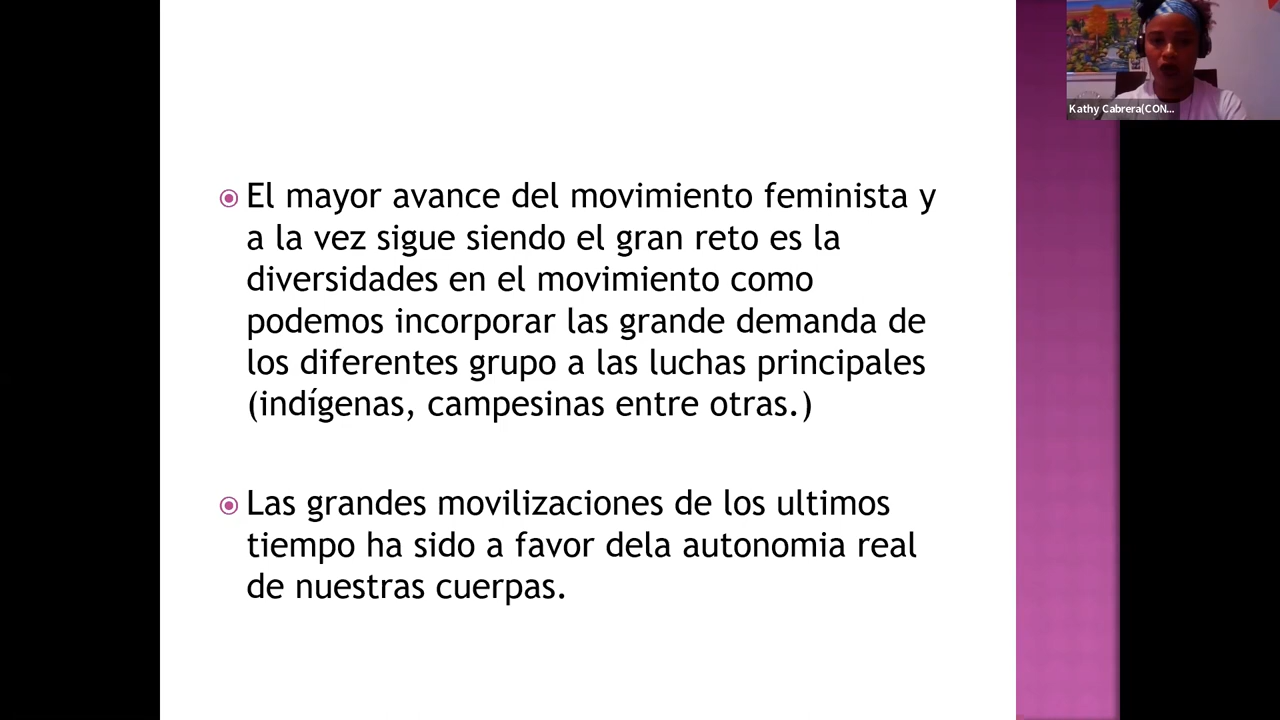 Kathy Cabrera(CON...
El mayor avance del movimiento feminista y
a la vez sigue siendo el gran reto es la
diversidades en el movimiento como
podemos incorporar las grande demanda de
los diferentes grupo a las luchas principales
(indígenas, campesinas entre otras.)
Las grandes movilizaciones de los ultimos
tiempo ha sido a favor dela autonomia real
de nuestras cuerpas.